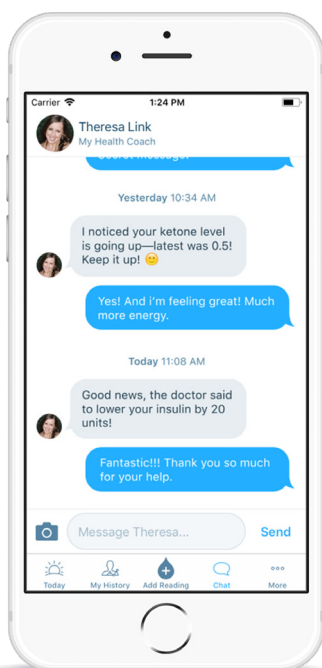 Carrier 1:24 PM
Theresa Link
My Health Coach
Secret message?
Yesterday 10:34 AM
I noticed your ketone level
is going up—latest was 0.5!
Keep it up! 🙂
Yes! And i'm feeling great! Much
more energy.
Today 11:08 AM
Good news, the doctor said
to lower your insulin by 20
units!
Fantastic!!! Thank you so much
for your help.
Message Theresa...
Send
Today My History Add Reading Chat More